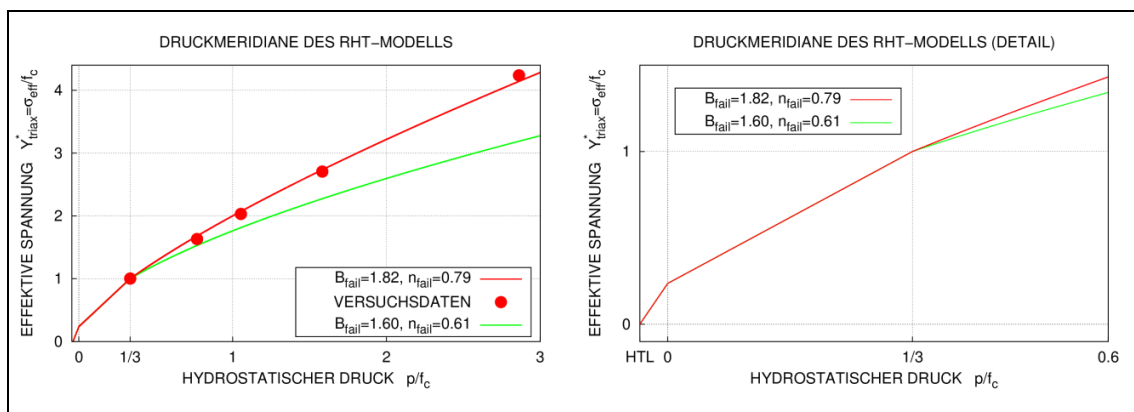 DRUCKMERIDIANE DES RHT-MODELLS
EFFEKTIVE SPANNUNG Y*triax=σeff/fc
4
3
2
1
0
Bfail=1.82, nfail=0.79
VERSUCHSDATEN
Bfail=1.60, nfail=0.61
0 1/3 1 2 3
HYDROSTATISCHER DRUCK p/fc
DRUCKMERIDIANE DES RHT-MODELLS (DETAIL)
EFFEKTIVE SPANNUNG Y*triax=σeff/fc
Bfail=1.82, nfail=0.79
Bfail=1.60, nfail=0.61
1
0
HTL 0 1/3 0.6
HYDROSTATISCHER DRUCK p/fc